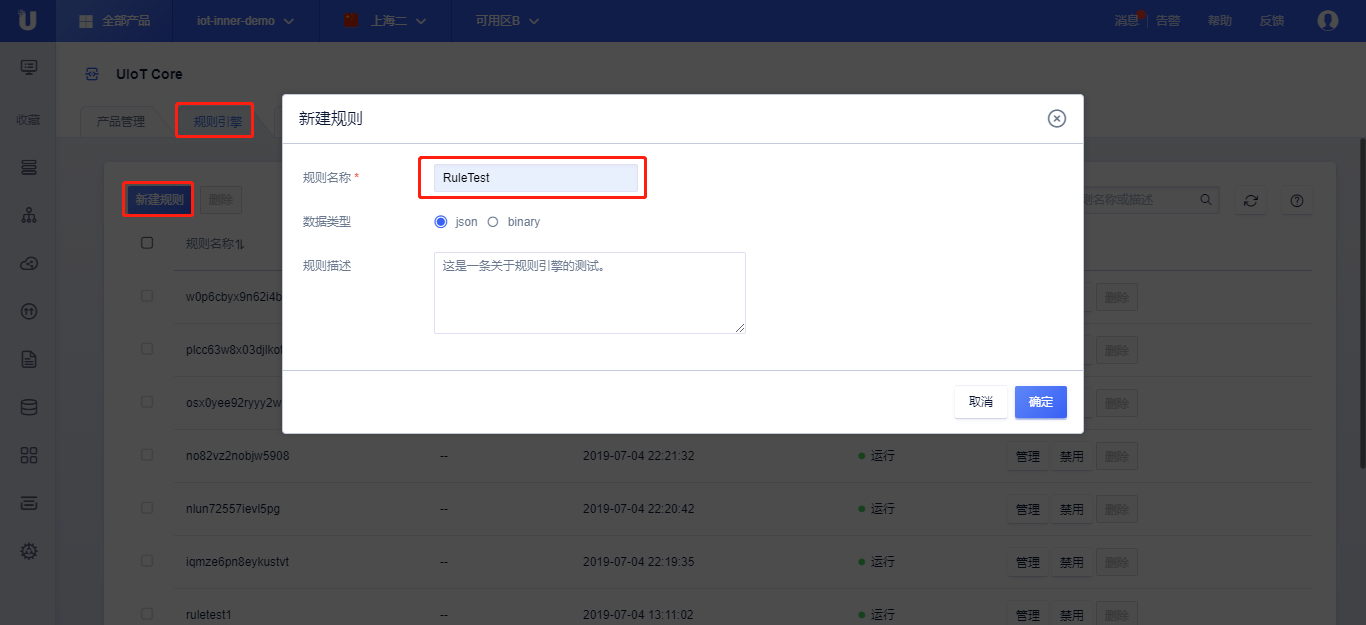 全部产品 iot-inner-demo 上海二 可用区B 消息 告警 帮助 反馈
UIoT Core
收藏 产品管理 规则引擎
新建规则
规则名称 * RuleTest
数据类型 json binary
规则描述 这是一条关于规则引擎的测试。
取消 确定
新建规则 删除 名称或描述
规则名称
w0p6cbyx9n62i4b 删除
plcc63w8x03djlko 删除
osx0yee92ryyy2w 删除
no82vz2nobjw5908 -- 2019-07-04 22:21:32 运行 管理 禁用 删除
nlun72557ievl5pg -- 2019-07-04 22:20:42 运行 管理 禁用 删除
iqmze6pn8eykustvt -- 2019-07-04 22:19:35 运行 管理 禁用 删除
ruletest1 -- 2019-07-04 13:11:02 运行 管理 禁用 删除